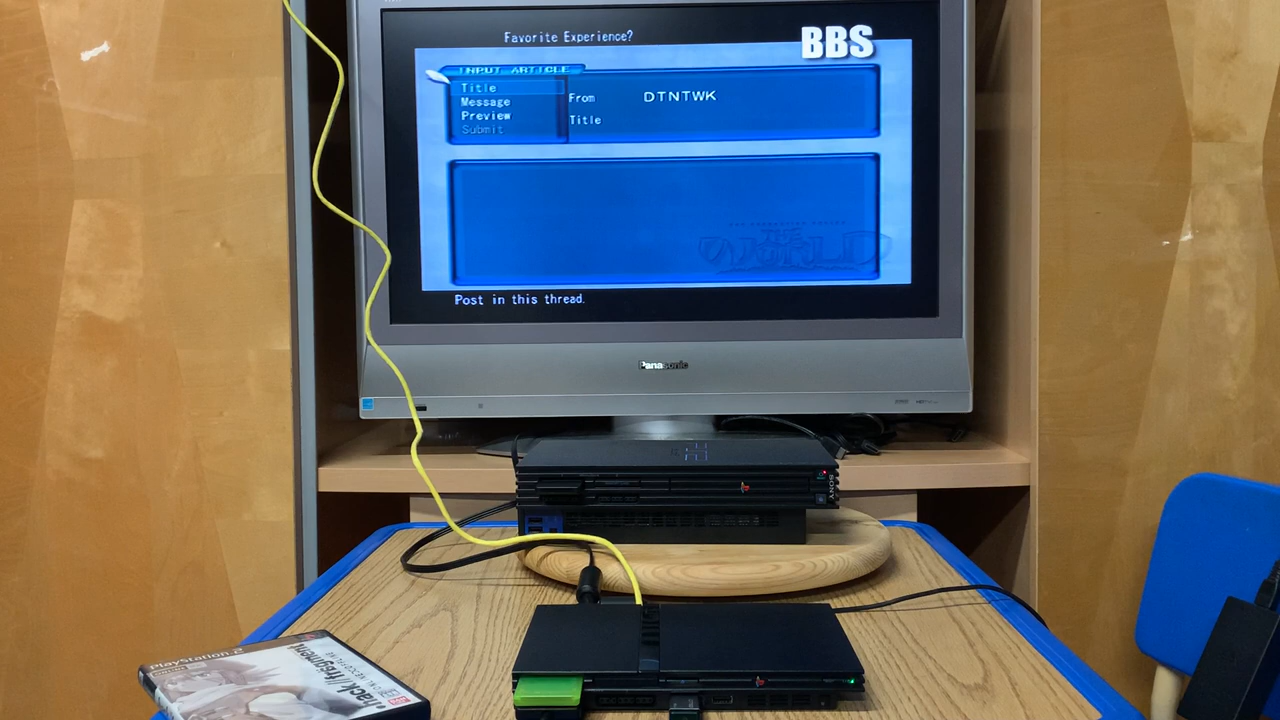 Favorite Experience?
BBS
INPUT ARTICLE
Title
Message
Preview
Submit
From DTNTWK
Title
Post in this thread.
Panasonic
SONY
PlayStation 2
.hack//fragment